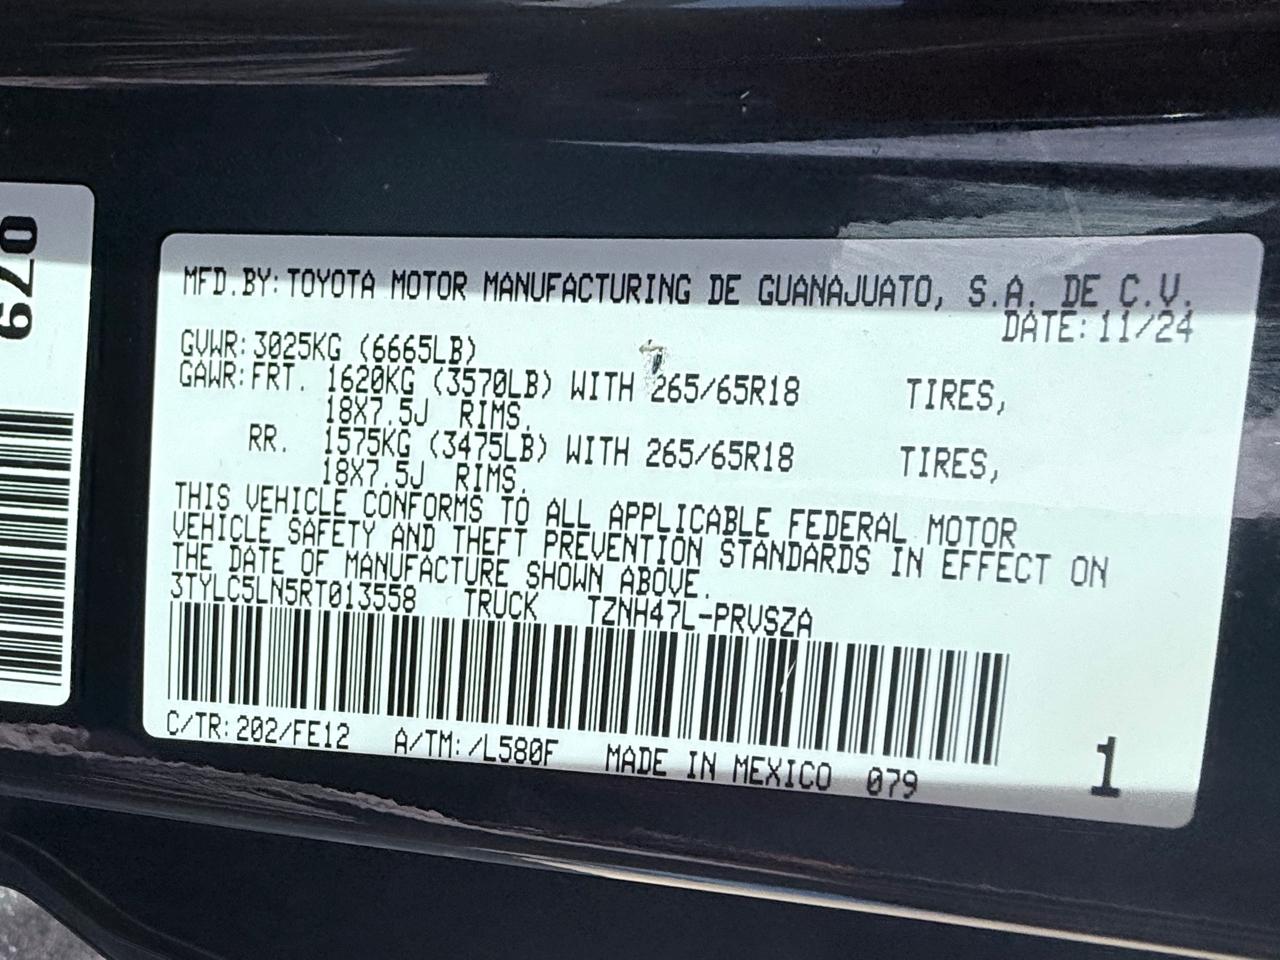 079
MFD.BY: TOYOTA MOTOR MANUFACTURING DE GUANAJUATO, S.A. DE C.V.
DATE: 11/24
GVWR: 3025KG (6665LB)
GAWR: FRT. 1620KG (3570LB) WITH 265/65R18 TIRES,
18X7.5J RIMS,
RR. 1575KG (3475LB) WITH 265/65R18 TIRES,
18X7.5J RIMS.
THIS VEHICLE CONFORMS TO ALL APPLICABLE FEDERAL MOTOR
VEHICLE SAFETY AND THEFT PREVENTION STANDARDS IN EFFECT ON
THE DATE OF MANUFACTURE SHOWN ABOVE.
3TYLC5LN5RT013558 TRUCK TZNH47L-PRVSZA
C/TR: 202/FE12 A/TM: /L580F MADE IN MEXICO 079
1